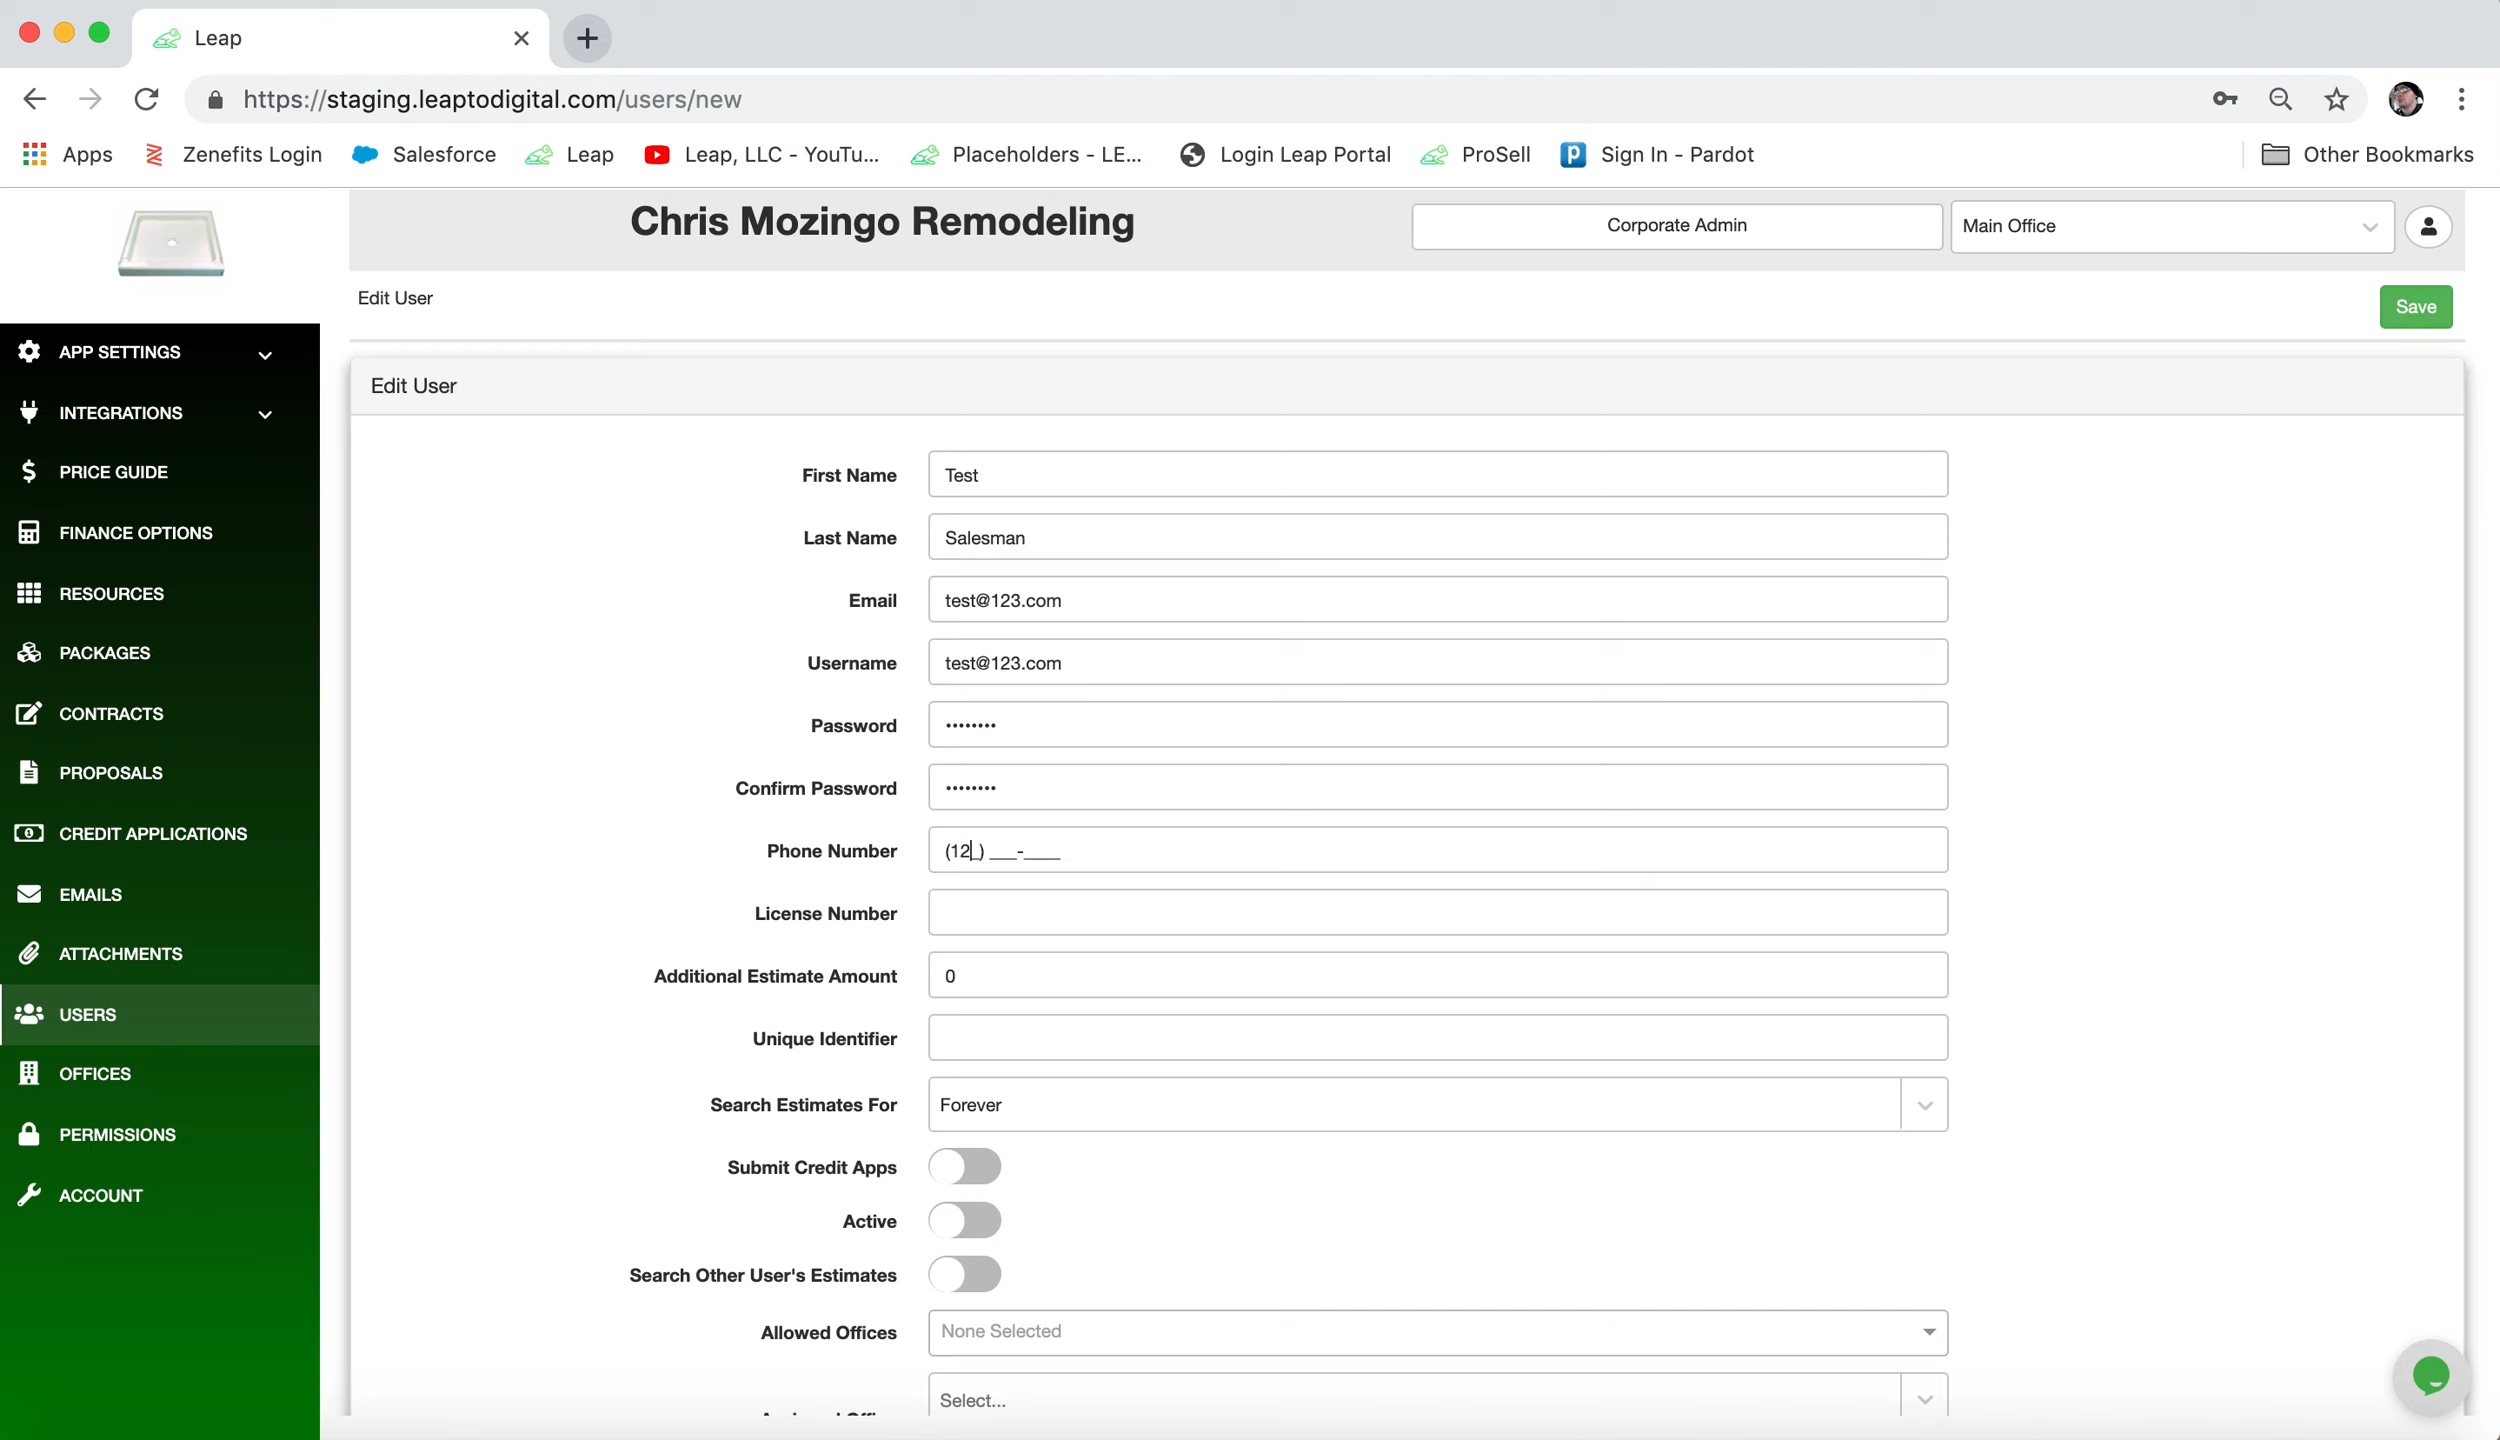 Leap
https://staging.leaptodigital.com/users/new
Apps Zenefits Login Salesforce Leap Leap, LLC - YouTu... Placeholders - LE... Login Leap Portal ProSell Sign In - Pardot Other Bookmarks
Chris Mozingo Remodeling
Corporate Admin
Main Office
Edit User
Save
APP SETTINGS
INTEGRATIONS
PRICE GUIDE
FINANCE OPTIONS
RESOURCES
PACKAGES
CONTRACTS
PROPOSALS
CREDIT APPLICATIONS
EMAILS
ATTACHMENTS
USERS
OFFICES
PERMISSIONS
ACCOUNT
Edit User
First Name Test
Last Name Salesman
Email test@123.com
Username test@123.com
Password ••••••••
Confirm Password ••••••••
Phone Number (12_) ___-____
License Number
Additional Estimate Amount 0
Unique Identifier
Search Estimates For Forever
Submit Credit Apps
Active
Search Other User's Estimates
Allowed Offices None Selected
Select...